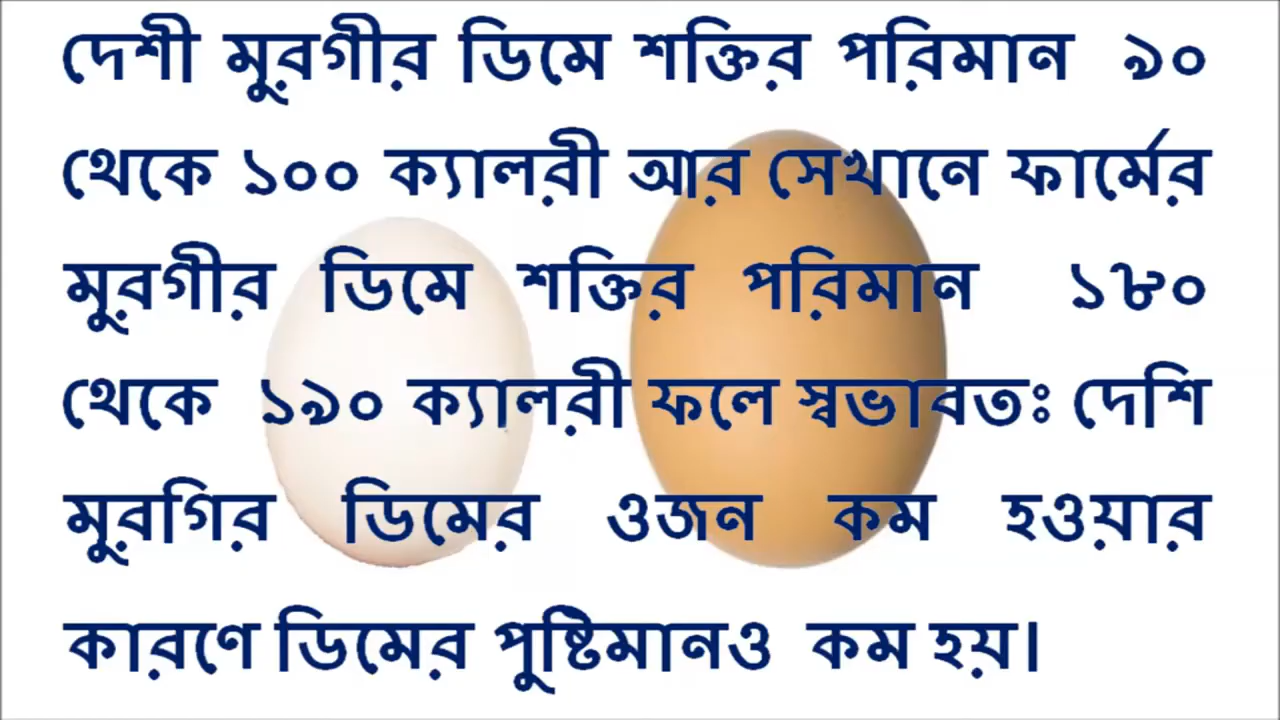 দেশী মুরগীর ডিমে শক্তির পরিমান ৯০
থেকে ১০০ ক্যালরী আর সেখানে ফার্মের
মুরগীর ডিমে শক্তির পরিমান ১৮০
থেকে ১৯০ ক্যালরী ফলে স্বভাবতঃ দেশি
মুরগির ডিমের ওজন কম হওয়ার
কারণে ডিমের পুষ্টিমানও কম হয়।